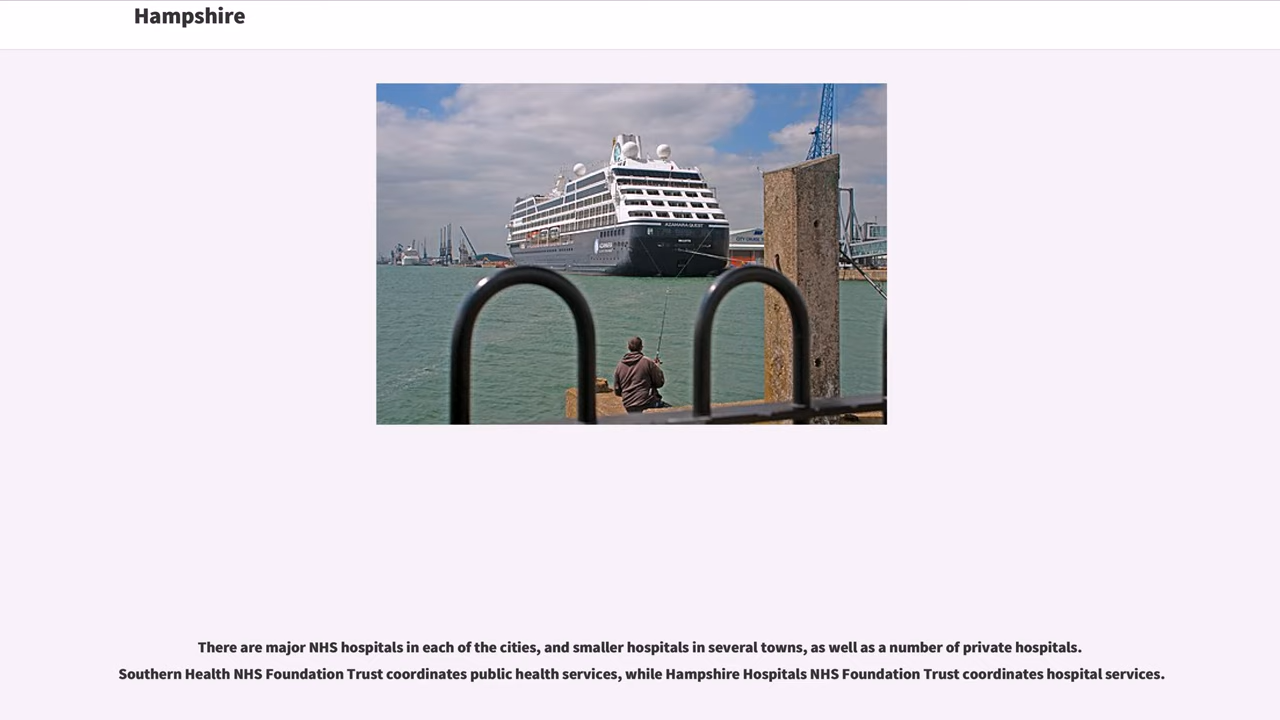 Hampshire
AZAMARA QUEST
There are major NHS hospitals in each of the cities, and smaller hospitals in several towns, as well as a number of private hospitals.
Southern Health NHS Foundation Trust coordinates public health services, while Hampshire Hospitals NHS Foundation Trust coordinates hospital services.